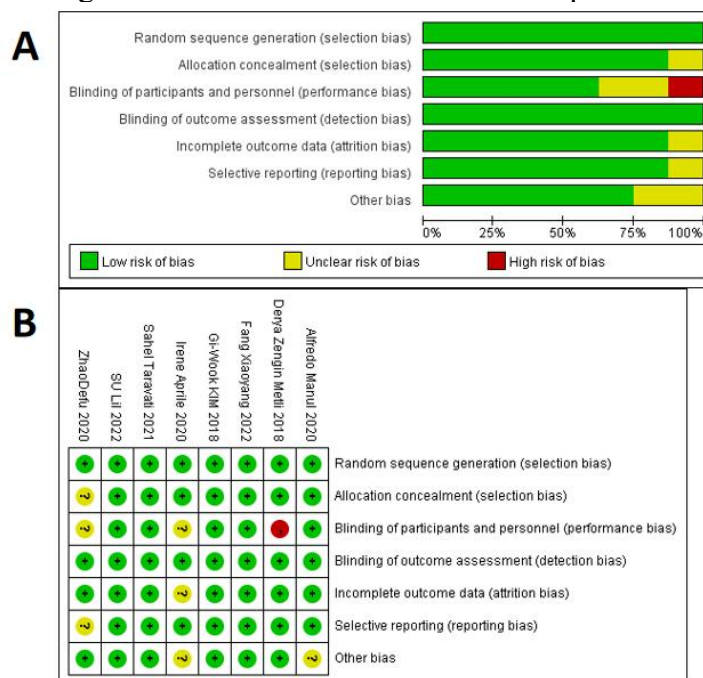 A
Random sequence generation (selection bias)
Allocation concealment (selection bias)
Blinding of participants and personnel (performance bias)
Blinding of outcome assessment (detection bias)
Incomplete outcome data (attrition bias)
Selective reporting (reporting bias)
Other bias
0% 25% 50% 75% 100%
Low risk of bias Unclear risk of bias High risk of bias
B
ZhaoDefu 2020
SU Lil 2022
Sahel Taravati 2021
Irene Aprile 2020
Gi-Wook KIM 2018
Fang Xiaoyang 2022
Derya Zengin Metli 2018
Alfredo Manul 2020
+ + + + + + + + Random sequence generation (selection bias)
? + + + + + + + Allocation concealment (selection bias)
? + + ? + + - + Blinding of participants and personnel (performance bias)
+ + + + + + + + Blinding of outcome assessment (detection bias)
+ + + ? + + + + Incomplete outcome data (attrition bias)
? + + + + + + + Selective reporting (reporting bias)
+ + + ? + + + ? Other bias